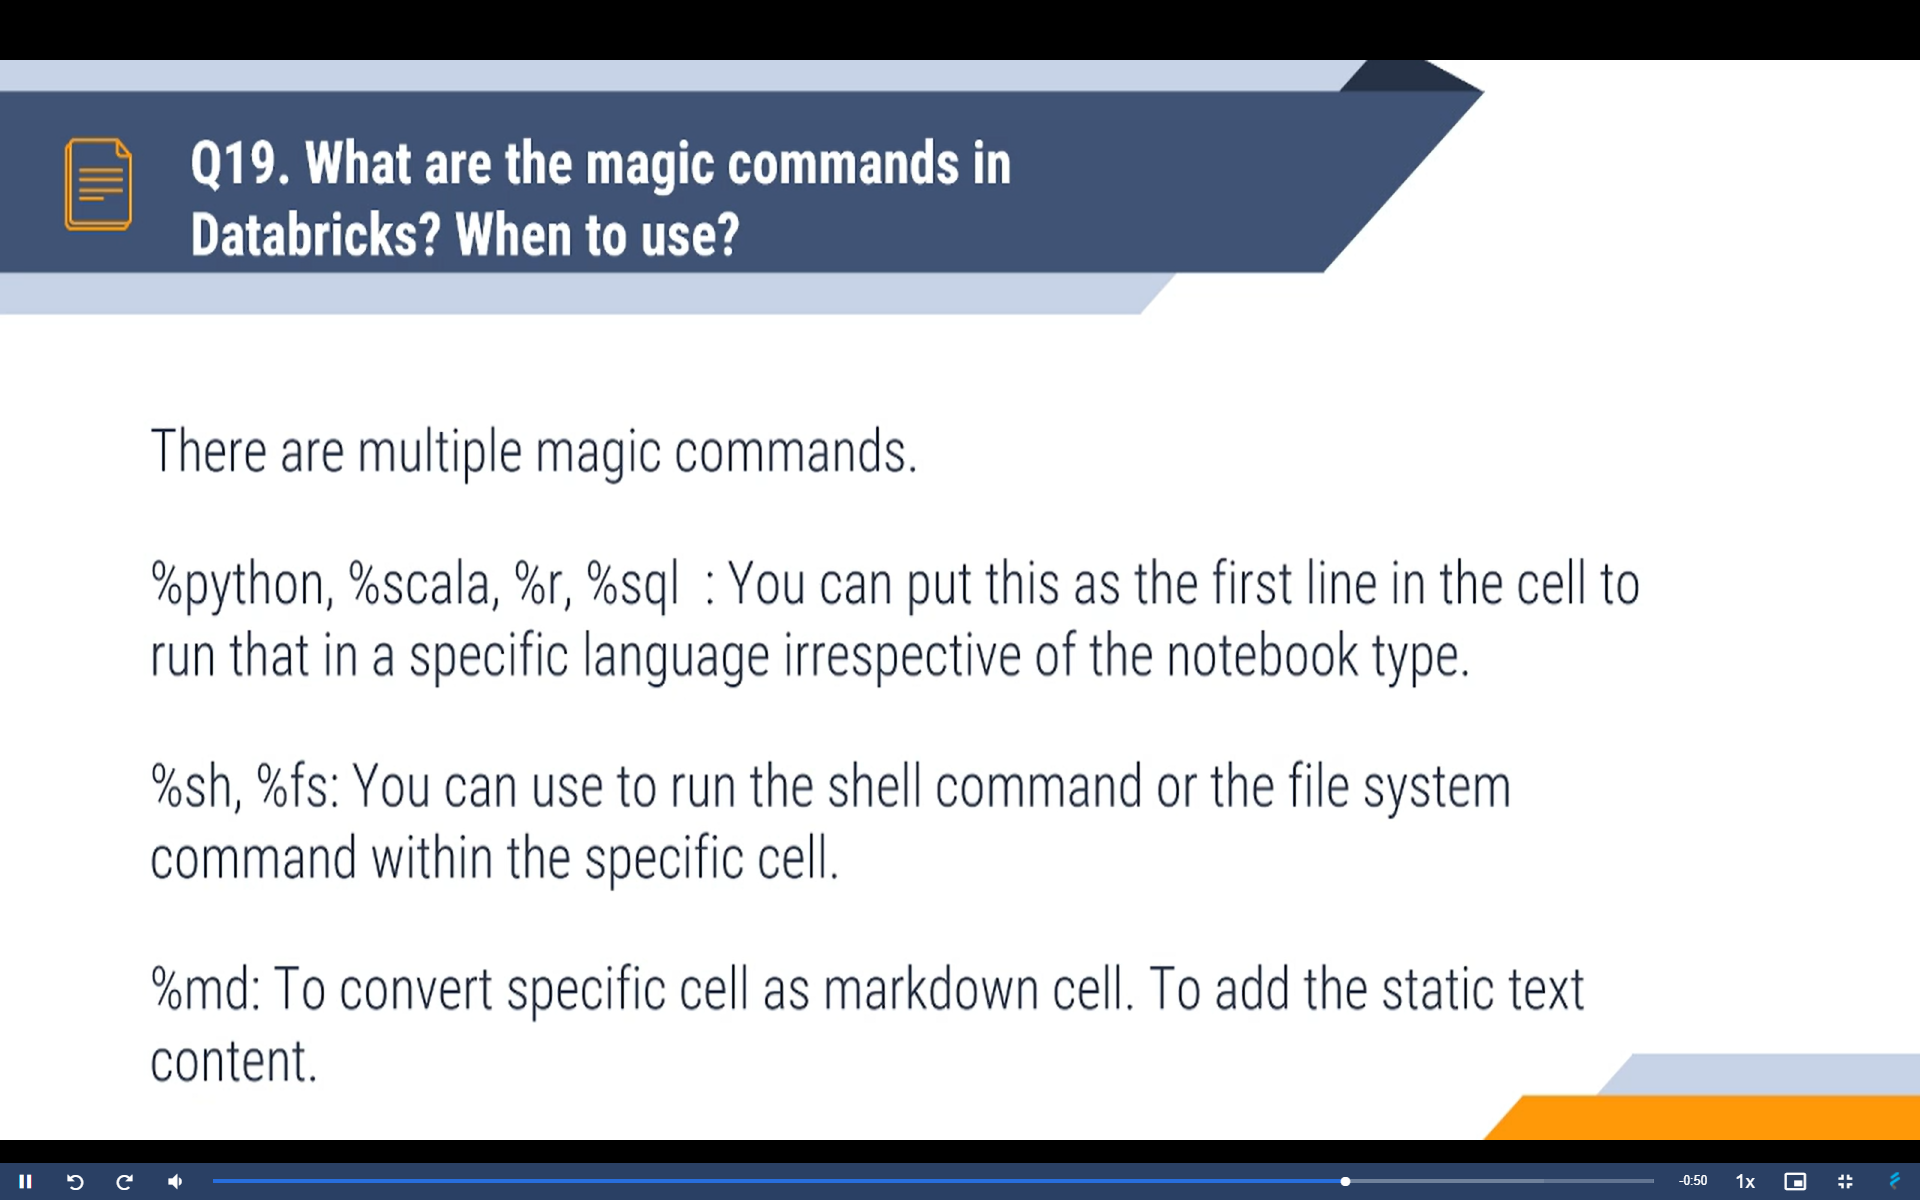 Q19. What are the magic commands in
Databricks? When to use?
There are multiple magic commands.
%python, %scala, %r, %sql : You can put this as the first line in the cell to
run that in a specific language irrespective of the notebook type.
%sh, %fs: You can use to run the shell command or the file system
command within the specific cell.
%md: To convert specific cell as markdown cell. To add the static text
content.
-0:50 1x